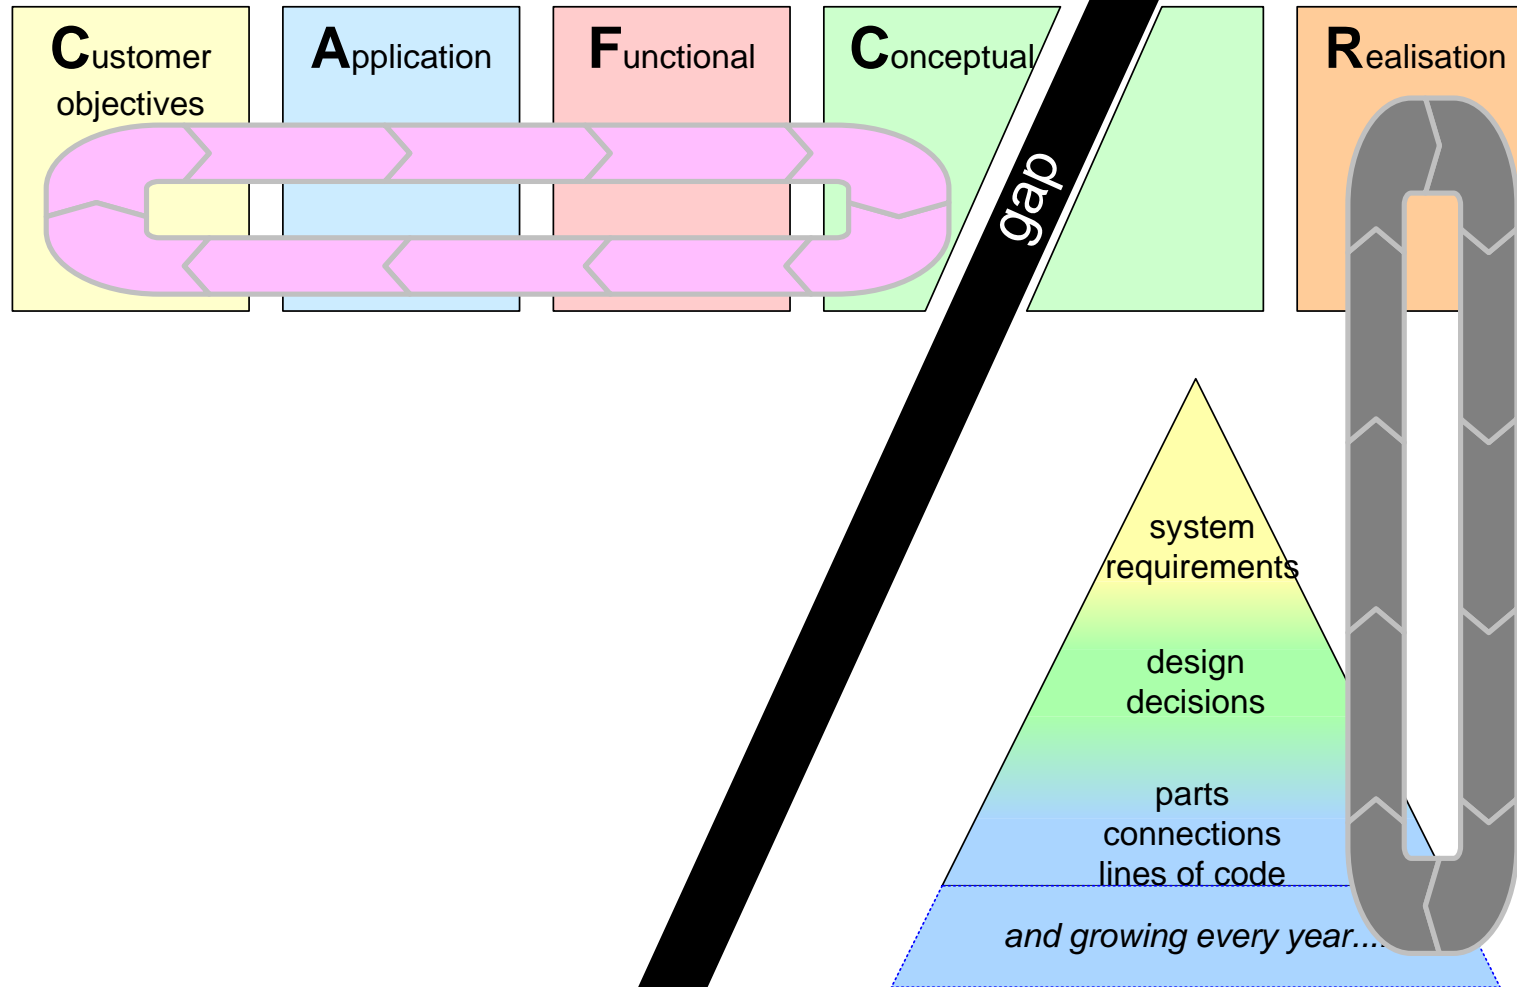 Customer
objectives
Application
Functional
Conceptual
Realisation
gap
system
requirements
design
decisions
parts
connections
lines of code
and growing every year....